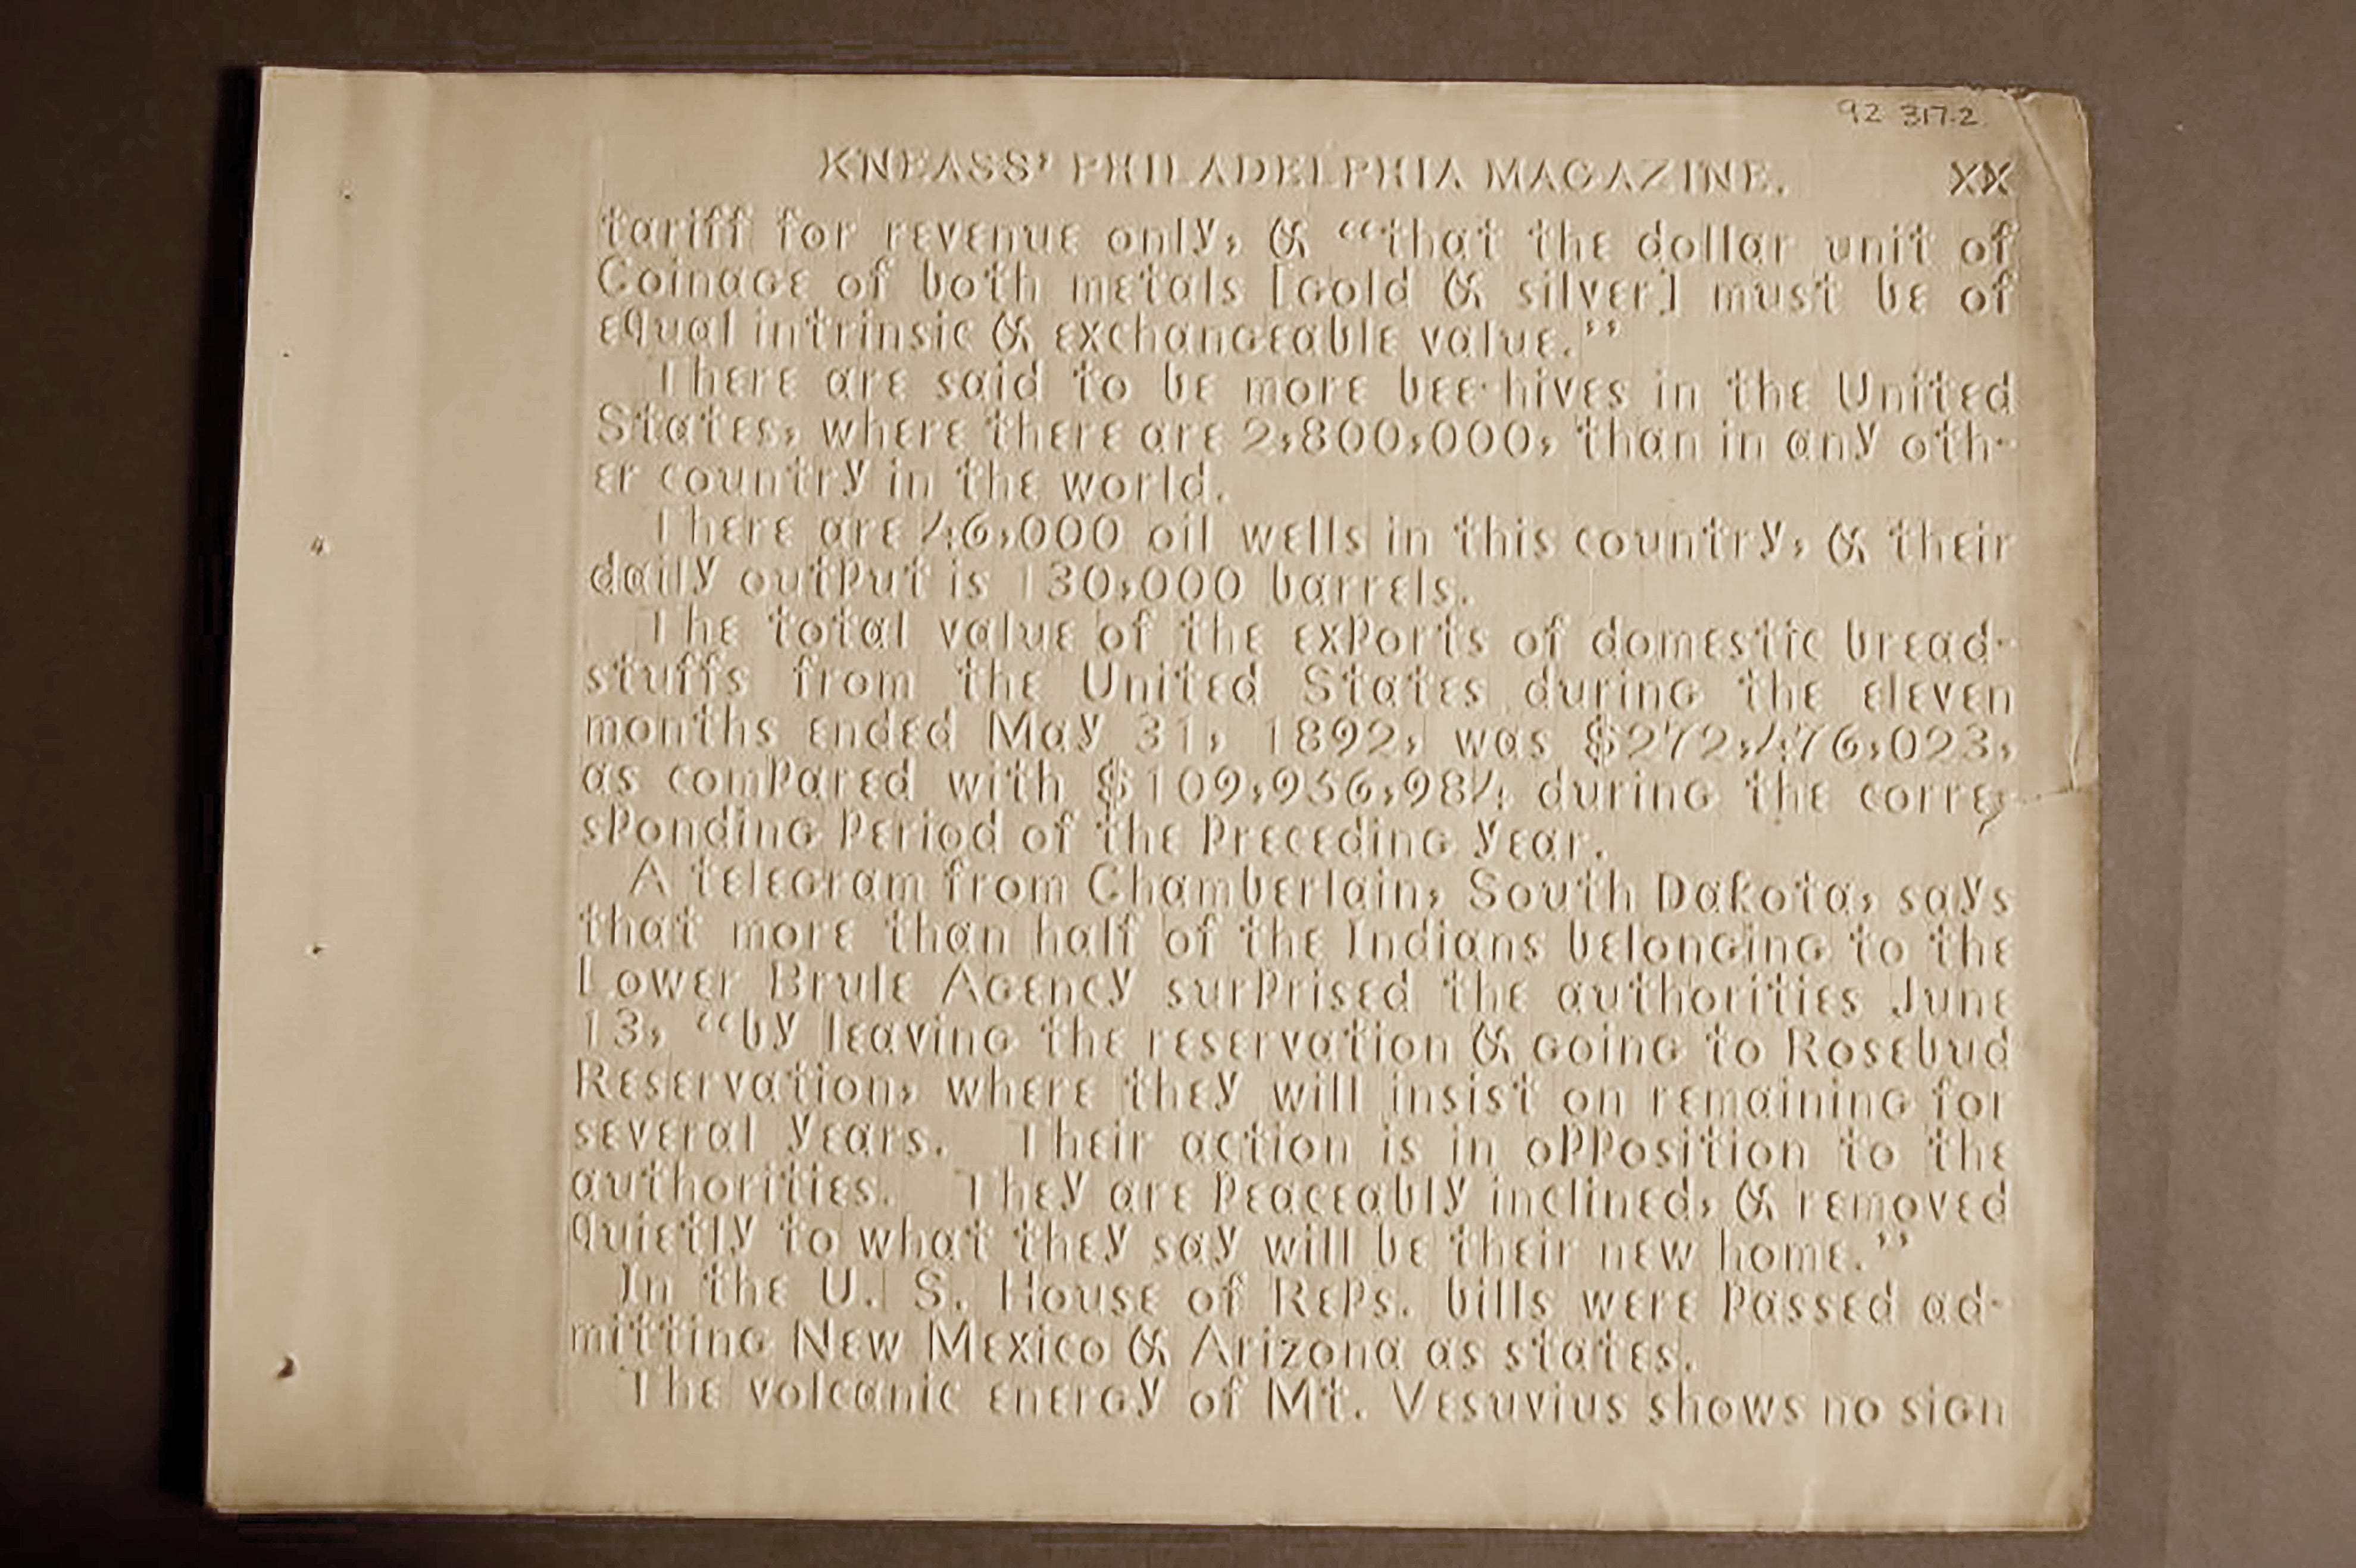 92 317.2
KNEASS' PHILADELPHIA MAGAZINE. XX
tariff for revenue only, & “that the dollar unit of
Coinage of both metals [gold & silver] must be of
equal intrinsic & exchangeable value.”
There are said to be more bee-hives in the United
States, where there are 2,800,000, than in any oth-
er country in the world.
There are 46,000 oil wells in this country, & their
daily output is 130,000 barrels.
The total value of the exports of domestic bread-
stuffs from the United States during the eleven
months ended May 31, 1892, was $272,476,023,
as compared with $109,936,984 during the corre-
sponding period of the preceding year.
A telegram from Chamberlain, South Dakota, says
that more than half of the Indians belonging to the
Lower Brule Agency surprised the authorities June
13, “by leaving the reservation & going to Rosebud
Reservation, where they will insist on remaining for
several years. Their action is in opposition to the
authorities. They are peaceably inclined, & removed
quietly to what they say will be their new home.”
In the U. S. House of Reps. bills were passed ad-
mitting New Mexico & Arizona as states.
The volcanic energy of Mt. Vesuvius shows no sign